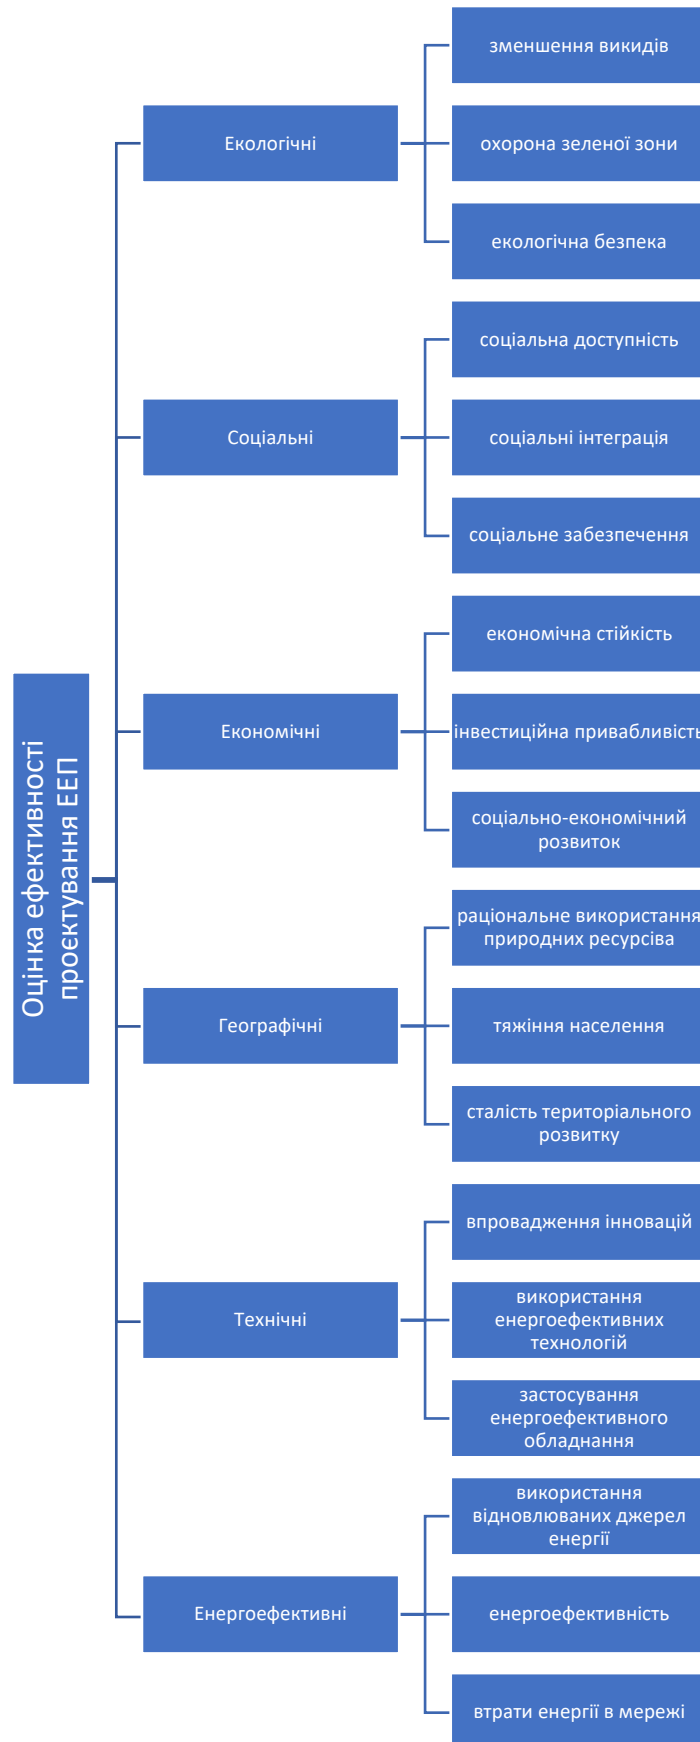 Оцінка ефективності
проєктування ЕЕП
Екологічні
зменшення викидів
охорона зеленої зони
екологічна безпека
Соціальні
соціальна доступність
соціальні інтеграція
соціальне забезпечення
Економічні
економічна стійкість
інвестиційна привабливість
соціально-економічний
розвиток
Географічні
раціональне використання
природних ресурсіва
тяжіння населення
сталість територіального
розвитку
Технічні
впровадження інновацій
використання
енергоефективних
технологій
застосування
енергоефективного
обладнання
Енергоефективні
використання
відновлюваних джерел
енергії
енергоефективність
втрати енергії в мережі